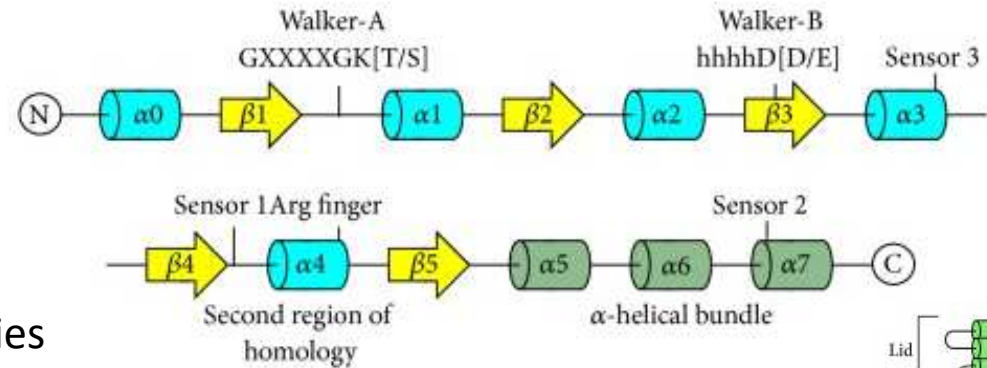 Walker-A
GXXXXGK[T/S]
Walker-B
hhhhD[D/E]
Sensor 3
N α0 β1 α1 β2 α2 β3 α3
Sensor 1 Arg finger
Sensor 2
β4 α4 β5 α5 α6 α7 C
Second region of
homology
α-helical bundle
ies
Lid